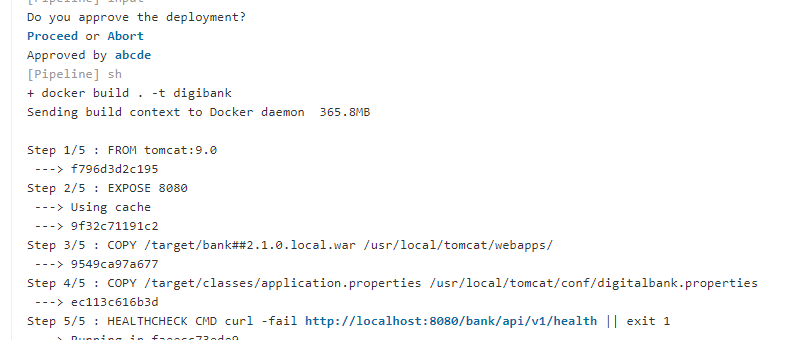 [Pipeline] input
Do you approve the deployment?
Proceed or Abort
Approved by abcde
[Pipeline] sh
+ docker build . -t digibank
Sending build context to Docker daemon  365.8MB
Step 1/5 : FROM tomcat:9.0
---> f796d3d2c195
Step 2/5 : EXPOSE 8080
---> Using cache
---> 9f32c71191c2
Step 3/5 : COPY /target/bank##2.1.0.local.war /usr/local/tomcat/webapps/
---> 9549ca97a677
Step 4/5 : COPY /target/classes/application.properties /usr/local/tomcat/conf/digitalbank.properties
---> ec113c616b3d
Step 5/5 : HEALTHCHECK CMD curl -fail http://localhost:8080/bank/api/v1/health || exit 1
---> Running in